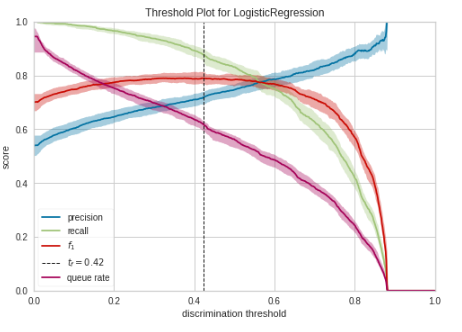 Threshold Plot for LogisticRegression
1.0
0.8
0.6
0.4
0.2
0.0
score
precision
recall
f₁
t_f = 0.42
queue rate
0.0 0.2 0.4 0.6 0.8 1.0
discrimination threshold